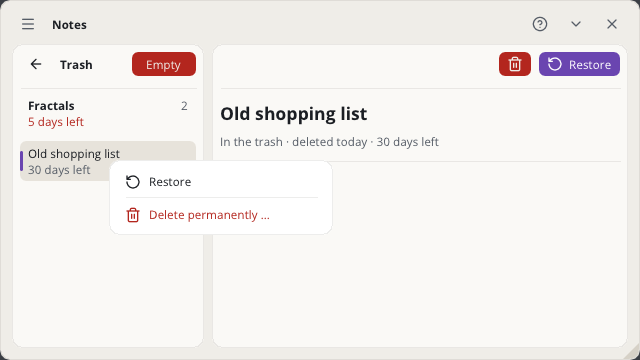 Notes
Trash
Empty
Restore
Fractals
2
5 days left
Old shopping list
30 days left
Old shopping list
In the trash · deleted today · 30 days left
Restore
Delete permanently ...